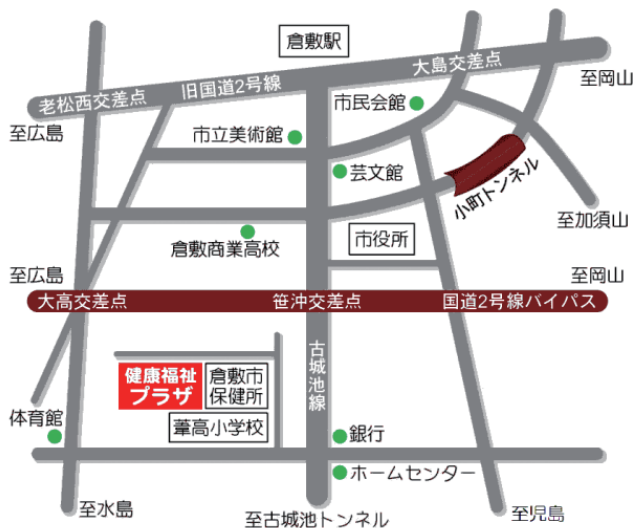 倉敷駅
大島交差点
至岡山
旧国道2号線
老松西交差点
市民会館
至広島
市立美術館
芸文館
小町トンネル
至加須山
市役所
倉敷商業高校
至広島
至岡山
大高交差点
笹沖交差点
国道2号線バイパス
古城池線
健康福祉
プラザ
倉敷市
保健所
体育館
葦高小学校
銀行
ホームセンター
至水島
至古城池トンネル
至児島